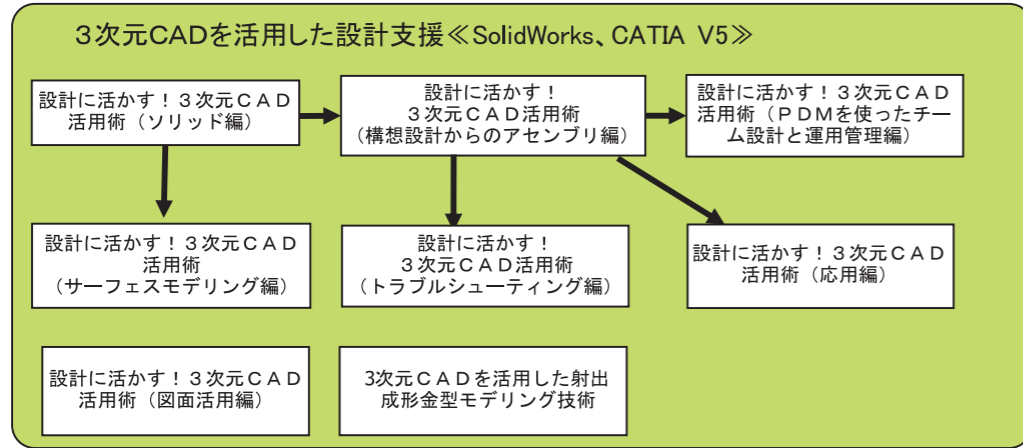 ３次元CADを活用した設計支援≪SolidWorks、CATIA V5≫
設計に活かす！３次元ＣＡＤ
活用術（ソリッド編）
設計に活かす！
３次元ＣＡＤ活用術
（構想設計からのアセンブリ編）
設計に活かす！３次元ＣＡＤ
活用術（ＰＤＭを使ったチー
ム設計と運用管理編）
設計に活かす！３次元ＣＡＤ
活用術
（サーフェスモデリング編）
設計に活かす！
３次元ＣＡＤ活用術
（トラブルシューティング編）
設計に活かす！３次元ＣＡＤ
活用術（応用編）
設計に活かす！３次元ＣＡＤ
活用術（図面活用編）
3次元ＣＡＤを活用した射出
成形金型モデリング技術